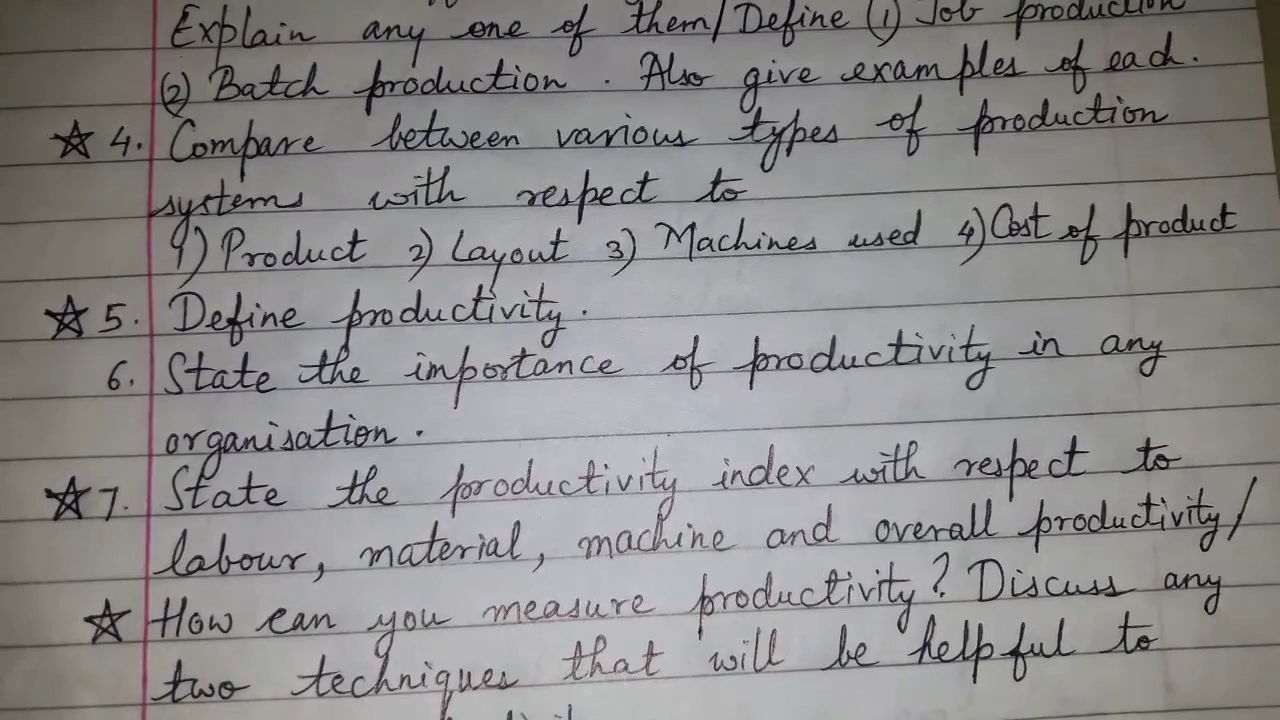 Explain any one of them/Define (1) Job production
(2) Batch production. Also give examples of each.
☆ 4. Compare between various types of production
systems with respect to
1) Product 2) Layout 3) Machines used 4) Cost of product
☆ 5. Define productivity.
6. State the importance of productivity in any
organisation.
☆ 7. State the productivity index with respect to
labour, material, machine and overall productivity/
☆ How can you measure productivity? Discuss any
two techniques that will be helpful to